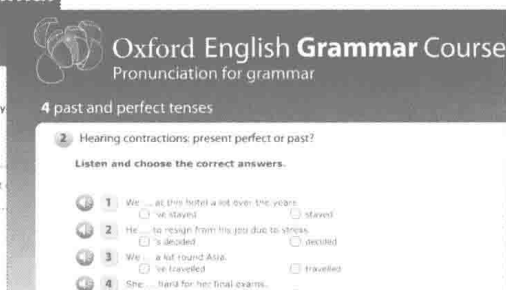 Oxford English Grammar Course
Pronunciation for grammar
4 past and perfect tenses
2 Hearing contractions: present perfect or past?
Listen and choose the correct answers.
1 We ... at this hotel a lot over the years.
've stayed stayed
2 He ... to resign from his job due to stress.
's decided decided
3 We ... a lot round Asia.
've travelled travelled
4 She ... hard for her final exams.